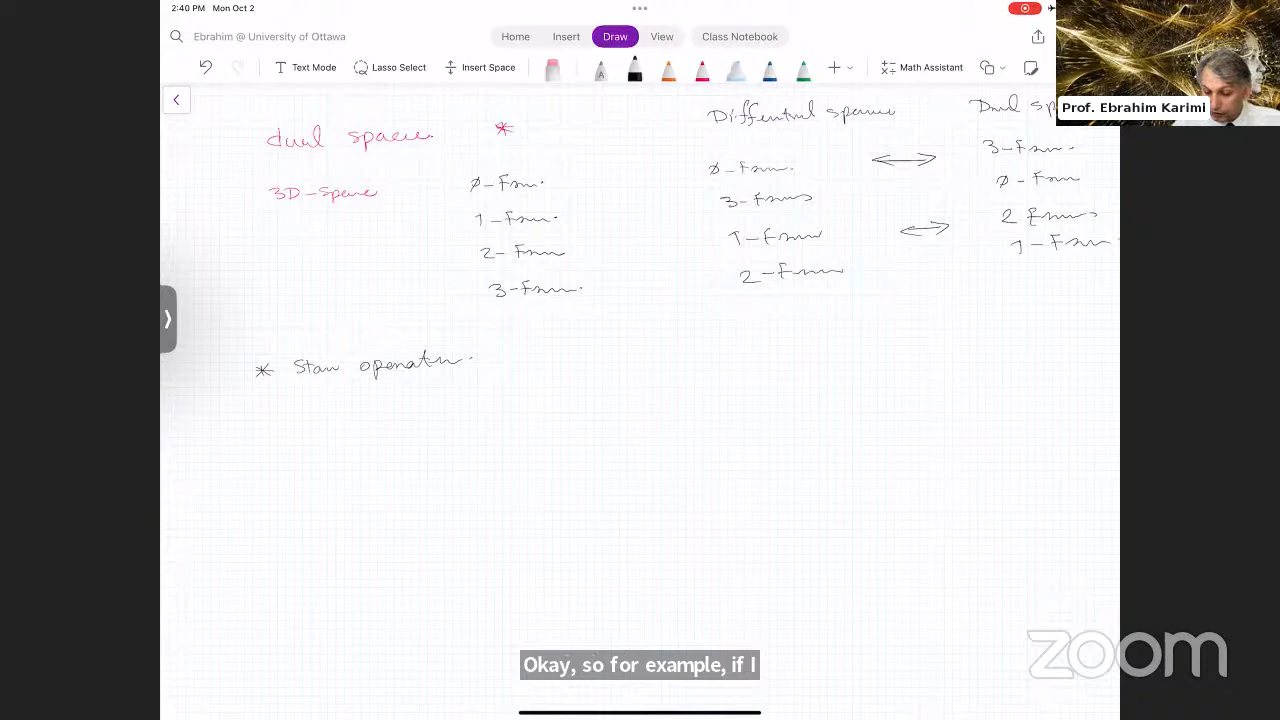 2:40 PM Mon Oct 2
Ebrahim @ University of Ottawa
Home Insert Draw View Class Notebook
Text Mode Lasso Select Insert Space Math Assistant
Prof. Ebrahim Karimi
dual space *
3D-Space
0-Form.
1-Form.
2-Form
3-Form.
Differential space
0-Form.
3-Forms
1-Form
2-Form
Dual sp
3-Form.
0-Form
2 Forms
1-Form
* Star operator.
Okay, so for example, if I
zoom